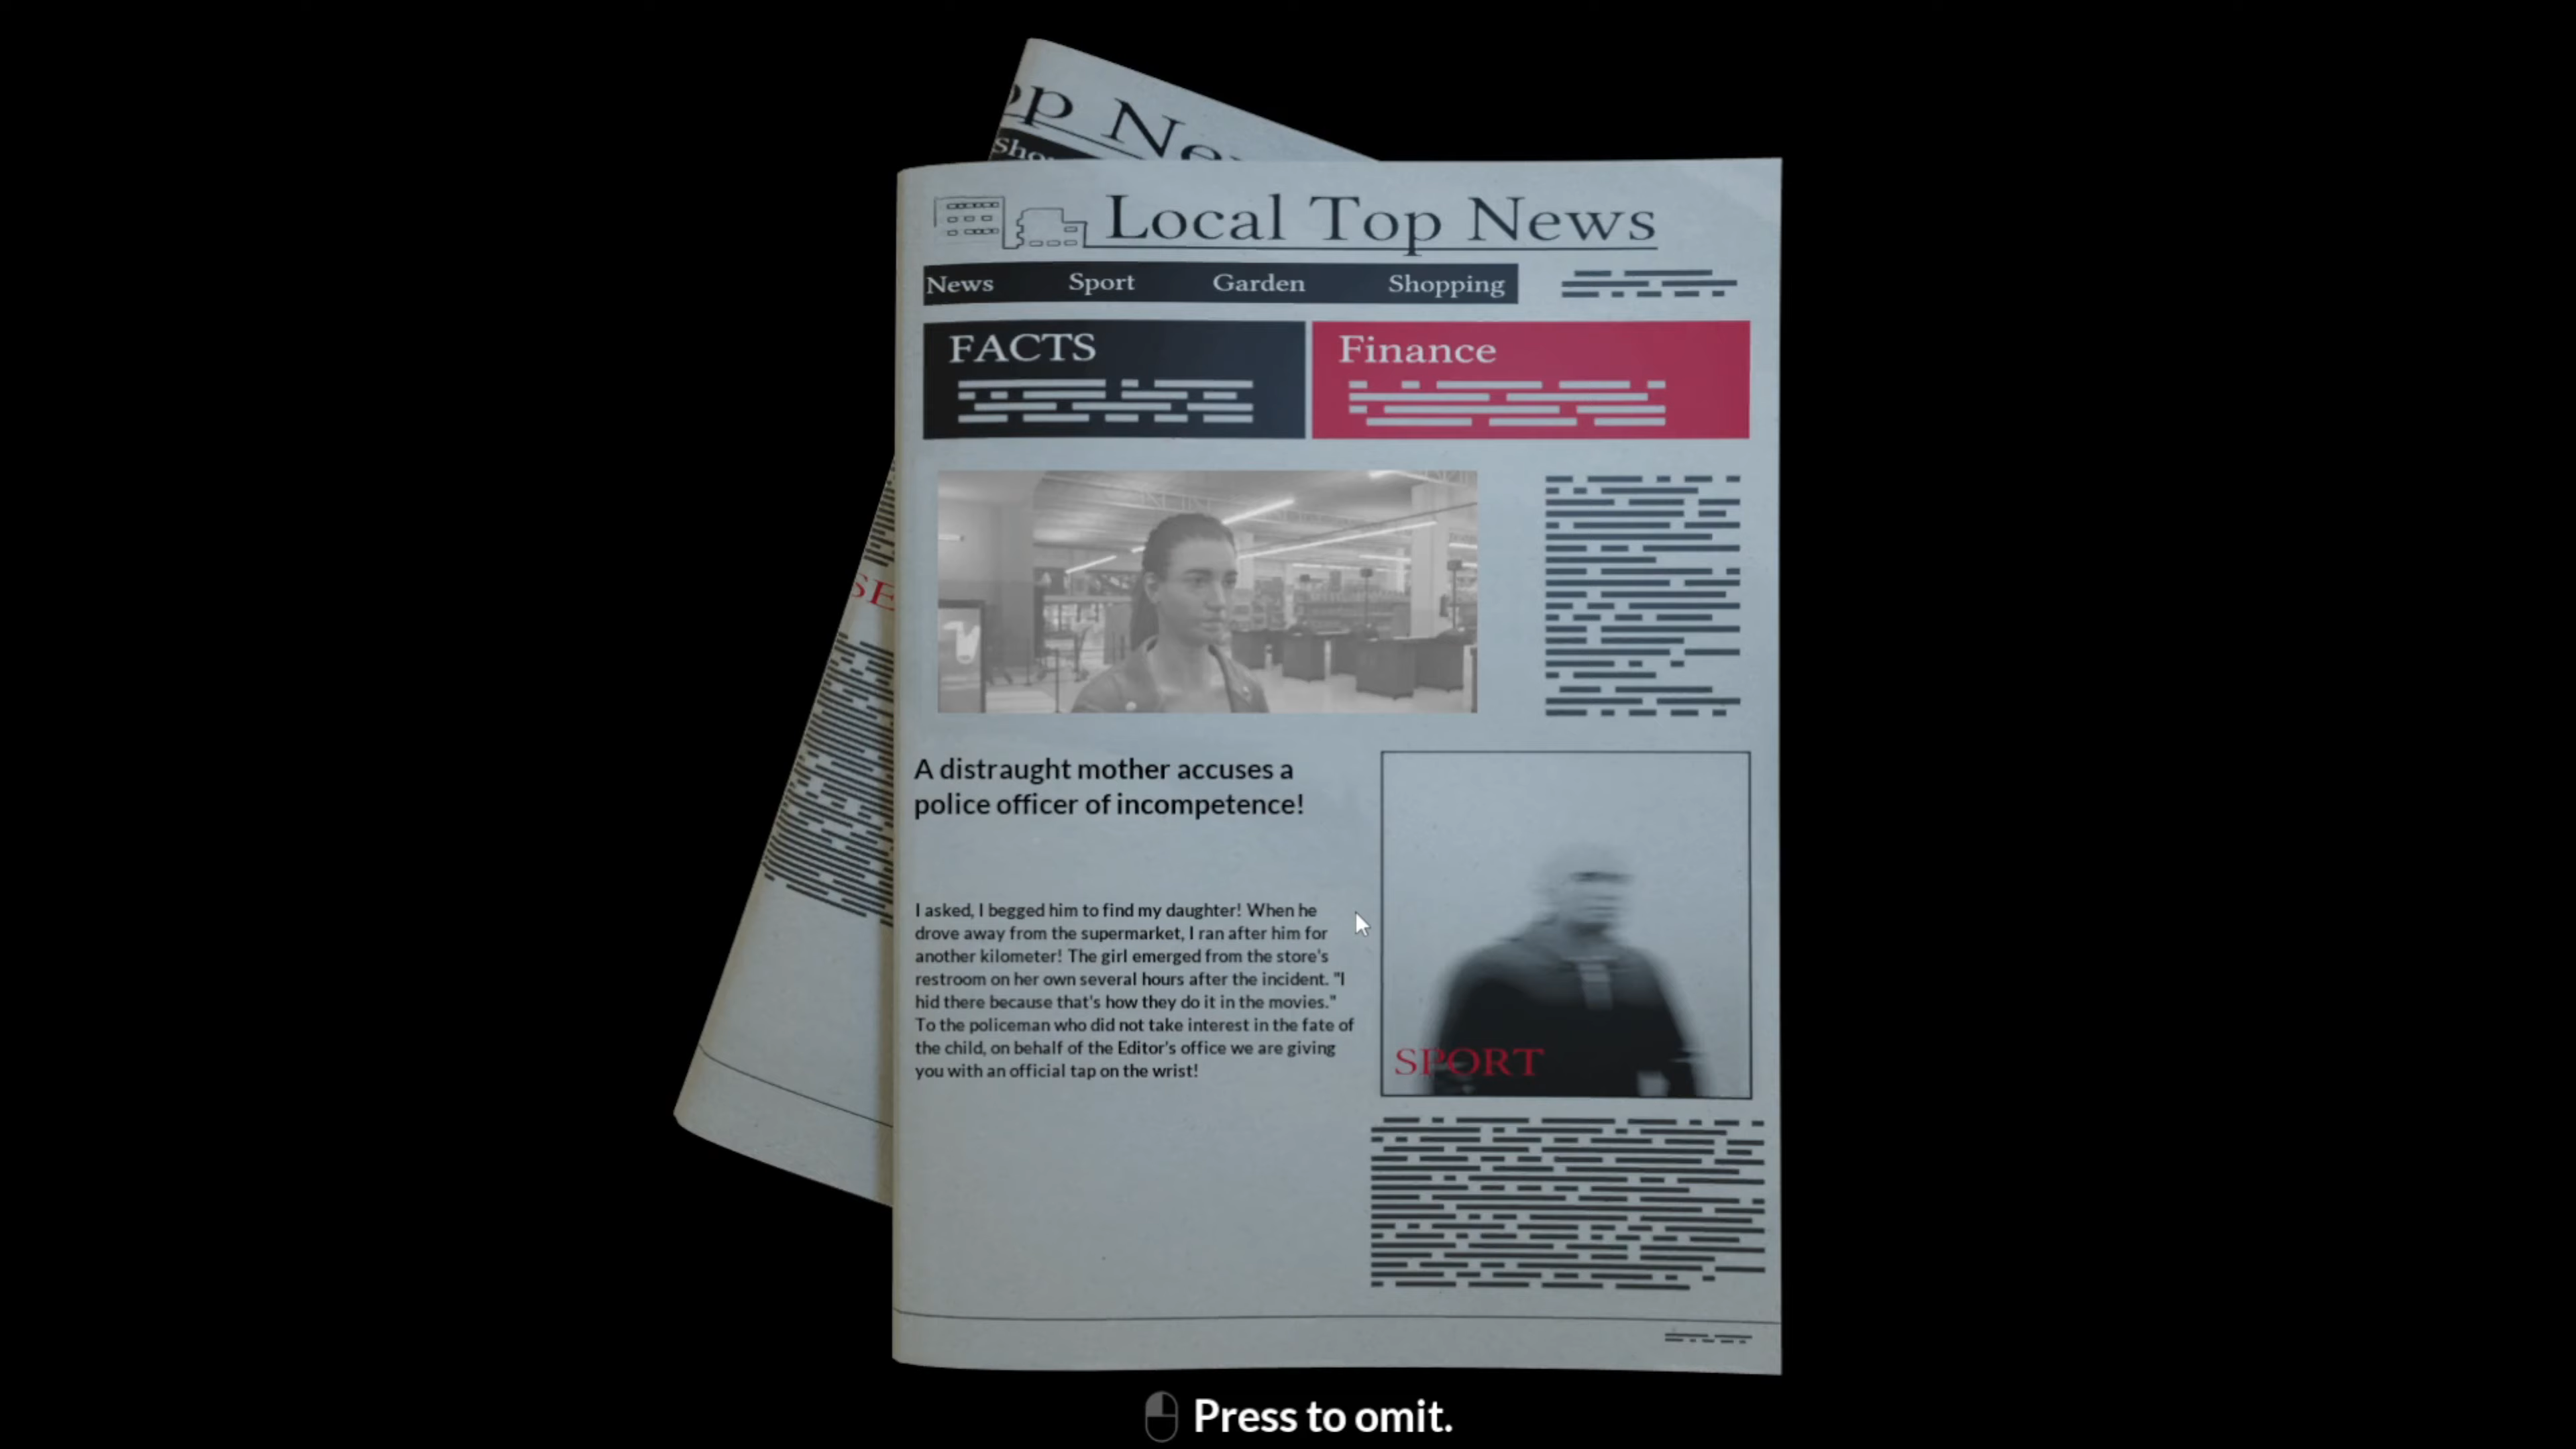 op Ne
Sho
Local Top News
News Sport Garden Shopping
FACTS
Finance
SE
A distraught mother accuses a
police officer of incompetence!
I asked, I begged him to find my daughter! When he
drove away from the supermarket, I ran after him for
another kilometer! The girl emerged from the store's
restroom on her own several hours after the incident. "I
hid there because that's how they do it in the movies."
To the policeman who did not take interest in the fate of
the child, on behalf of the Editor's office we are giving
you with an official tap on the wrist!
SPORT
Press to omit.